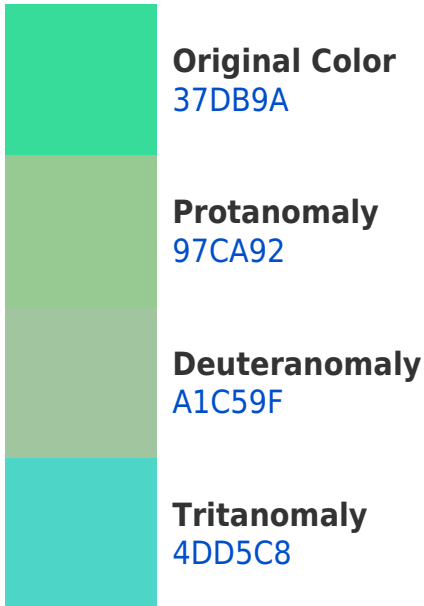 Original Color
37DB9A
Protanomaly
97CA92
Deuteranomaly
A1C59F
Tritanomaly
4DD5C8